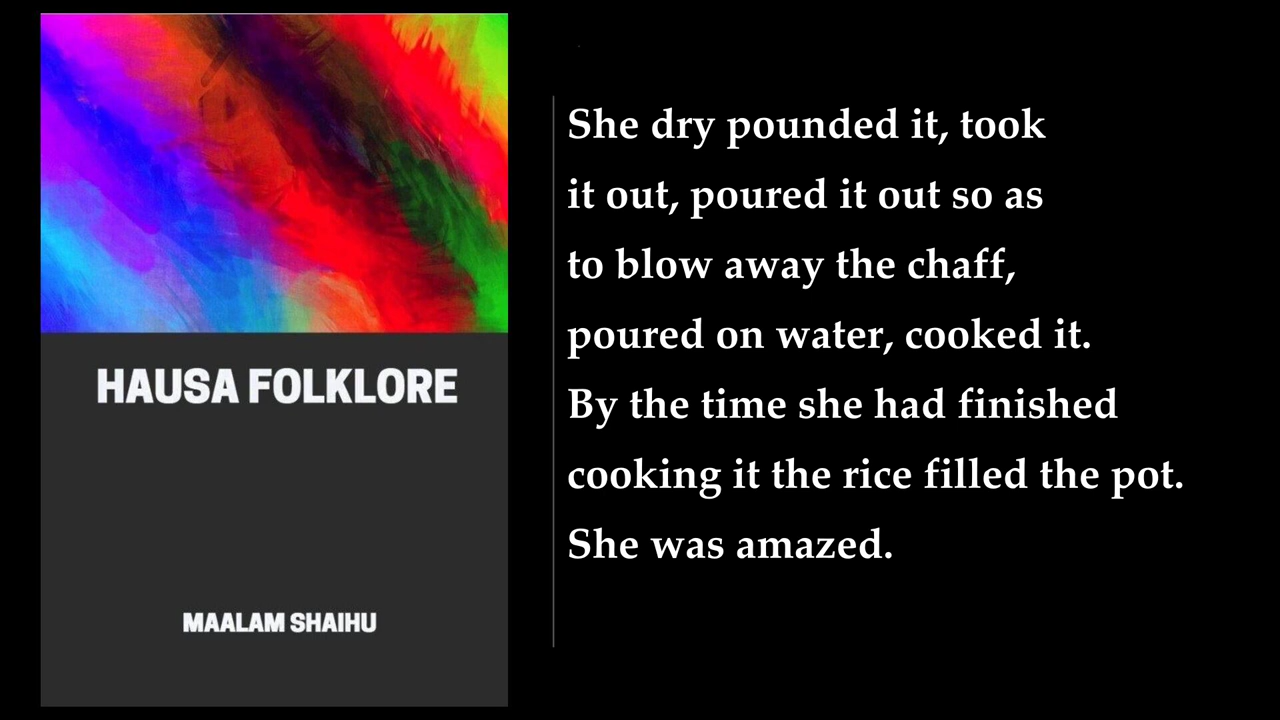 HAUSA FOLKLORE
MAALAM SHAIHU
She dry pounded it, took
it out, poured it out so as
to blow away the chaff,
poured on water, cooked it.
By the time she had finished
cooking it the rice filled the pot.
She was amazed.